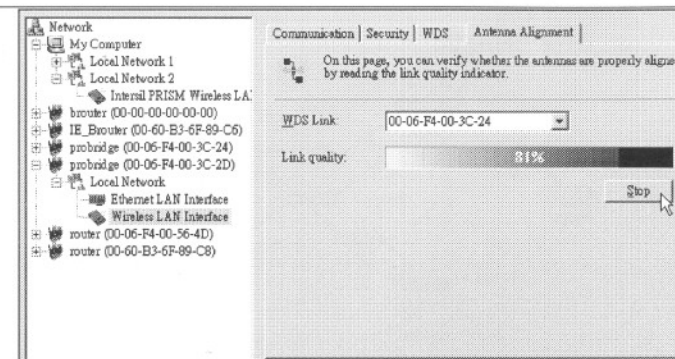 Network
My Computer
Local Network 1
Local Network 2
Intersil PRISM Wireless LA
brouter (00-00-00-00-00-00)
IE_Brouter (00-60-B3-6F-89-C6)
probridge (00-06-F4-00-3C-24)
probridge (00-06-F4-00-3C-2D)
Local Network
Ethernet LAN Interface
Wireless LAN Interface
router (00-06-F4-00-56-4D)
router (00-60-B3-6F-89-C8)
Communication | Security | WDS | Antenna Alignment
On this page, you can verify whether the antennas are properly aligne
by reading the link quality indicator.
WDS Link: 00-06-F4-00-3C-24
Link quality: 81%
Stop